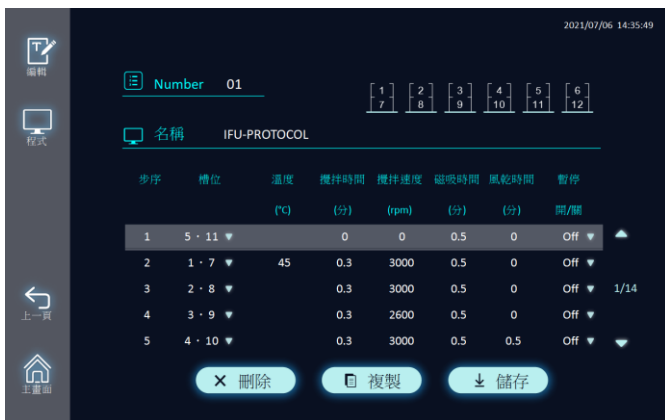 2021/07/06 14:35:49
編輯
Number 01
1 2 3 4 5 6
7 8 9 10 11 12
程式
名稱 IFU-PROTOCOL
步序 槽位 溫度 攪拌時間 攪拌速度 磁吸時間 風乾時間 暫停
(°C) (分) (rpm) (分) (分) 開/關
1 5·11 0 0 0.5 0 Off
2 1·7 45 0.3 3000 0.5 0 Off
3 2·8 0.3 3000 0.5 0 Off 1/14
4 3·9 0.3 2600 0.5 0 Off
5 4·10 0.3 3000 0.5 0.5 Off
上一頁
主畫面
刪除 複製 儲存